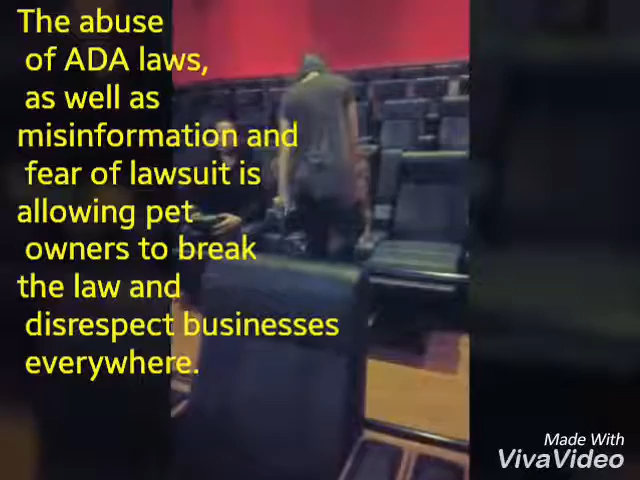 The abuse
of ADA laws,
as well as
misinformation and
fear of lawsuit is
allowing pet
owners to break
the law and
disrespect businesses
everywhere.
Made With
VivaVideo